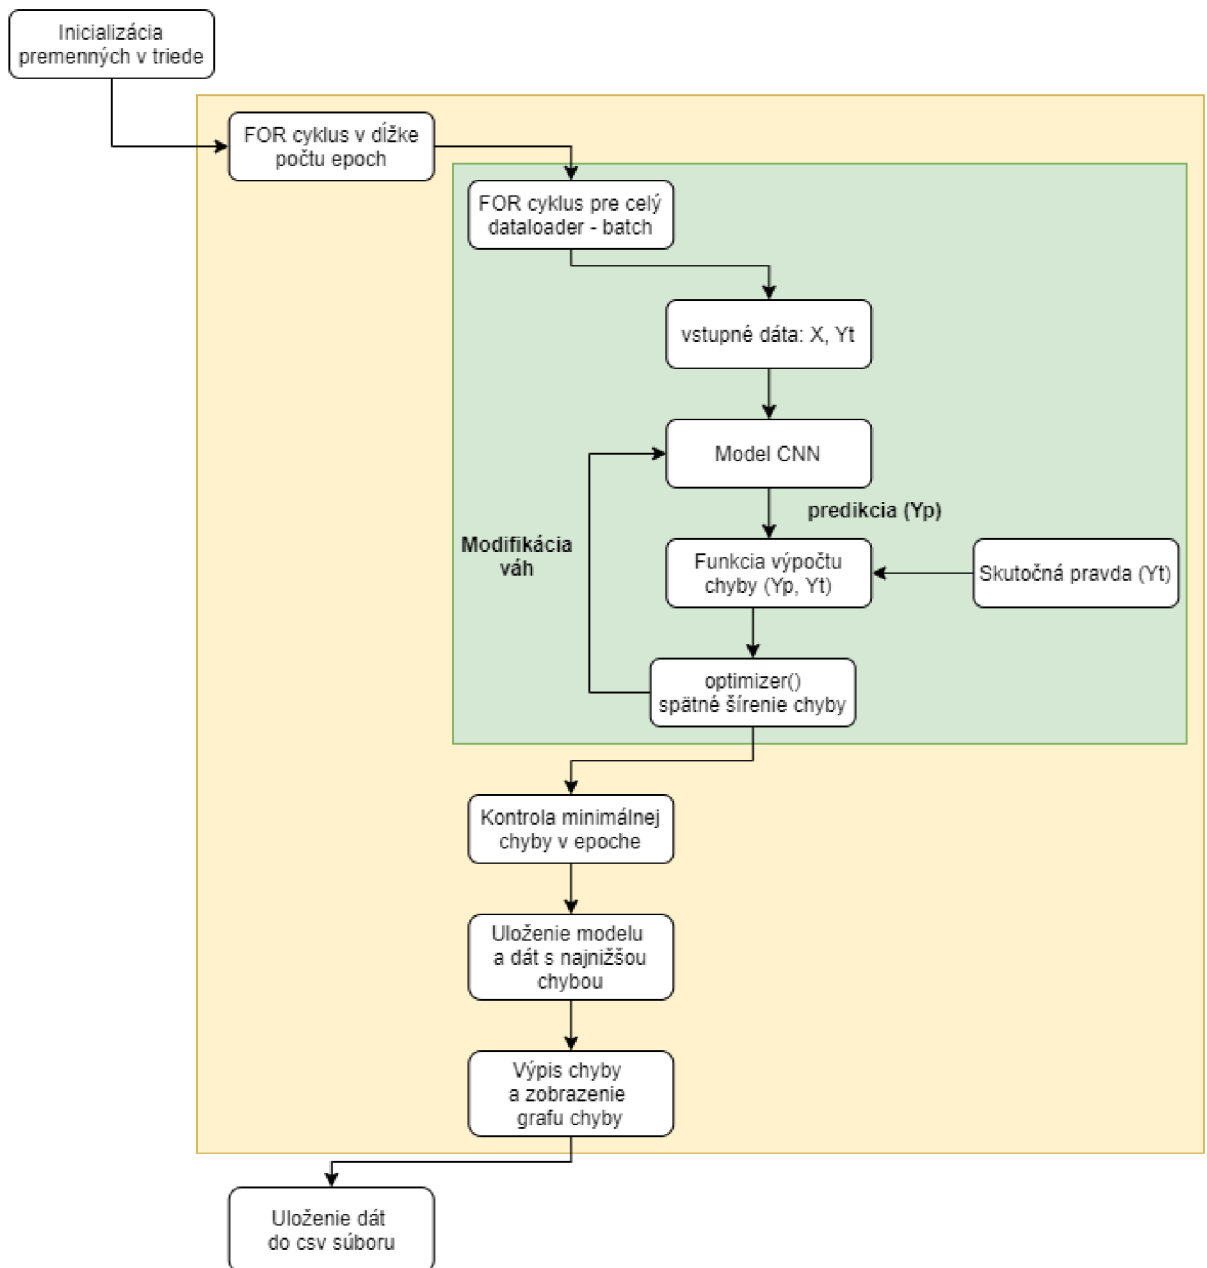 Inicializácia
premenných v triede
FOR cyklus v dĺžke
počtu epoch
FOR cyklus pre celý
dataloader - batch
vstupné dáta: X, Yt
Model CNN
predikcia (Yp)
Modifikácia
váh
Funkcia výpočtu
chyby (Yp, Yt)
Skutočná pravda (Yt)
optimizer()
spätné šírenie chyby
Kontrola minimálnej
chyby v epoche
Uloženie modelu
a dát s najnižšou
chybou
Výpis chyby
a zobrazenie
grafu chyby
Uloženie dát
do csv súboru